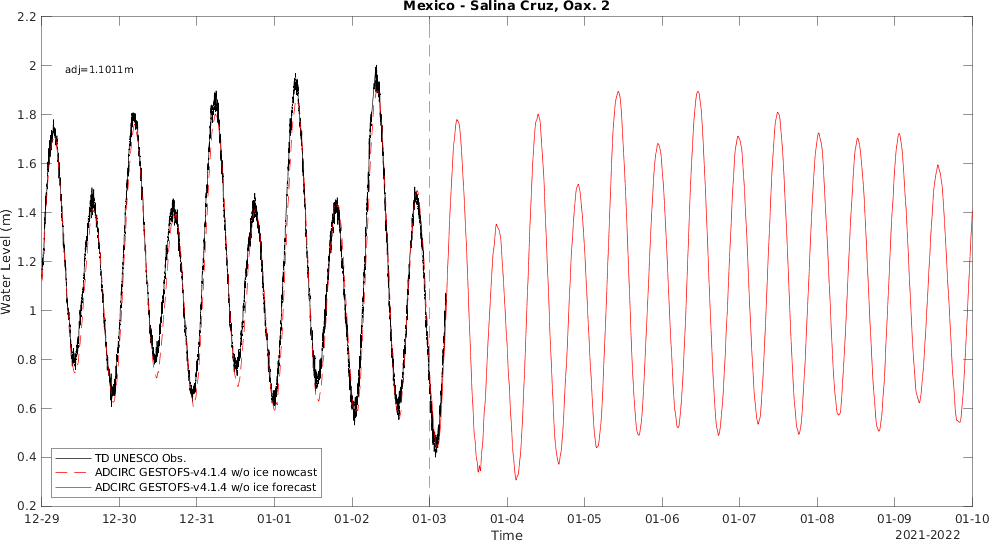 Mexico - Salina Cruz, Oax. 2
2.2
2
1.8
1.6
1.4
1.2
1
0.8
0.6
0.4
0.2
Water Level (m)
adj=1.1011m
TD UNESCO Obs.
ADCIRC GESTOFS-v4.1.4 w/o ice nowcast
ADCIRC GESTOFS-v4.1.4 w/o ice forecast
12-29 12-30 12-31 01-01 01-02 01-03 01-04 01-05 01-06 01-07 01-08 01-09 01-10
Time
2021-2022